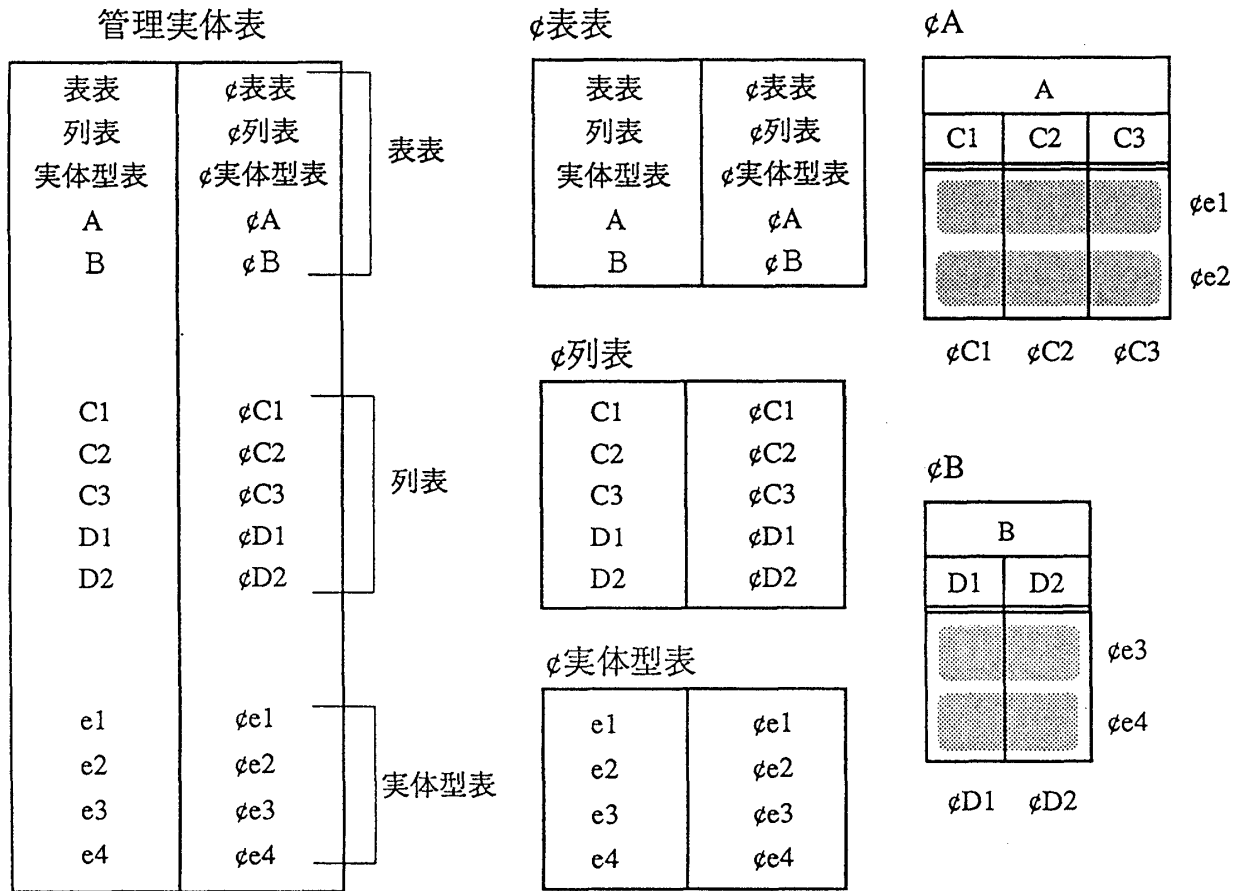 管理実体表
表表 ¢表表
列表 ¢列表
実体型表 ¢実体型表
A ¢A
B ¢B
表表
C1 ¢C1
C2 ¢C2
C3 ¢C3
D1 ¢D1
D2 ¢D2
列表
e1 ¢e1
e2 ¢e2
e3 ¢e3
e4 ¢e4
実体型表
¢表表
表表 ¢表表
列表 ¢列表
実体型表 ¢実体型表
A ¢A
B ¢B
¢列表
C1 ¢C1
C2 ¢C2
C3 ¢C3
D1 ¢D1
D2 ¢D2
¢実体型表
e1 ¢e1
e2 ¢e2
e3 ¢e3
e4 ¢e4
¢A
A
C1 C2 C3
¢e1
¢e2
¢C1 ¢C2 ¢C3
¢B
B
D1 D2
¢e3
¢e4
¢D1 ¢D2